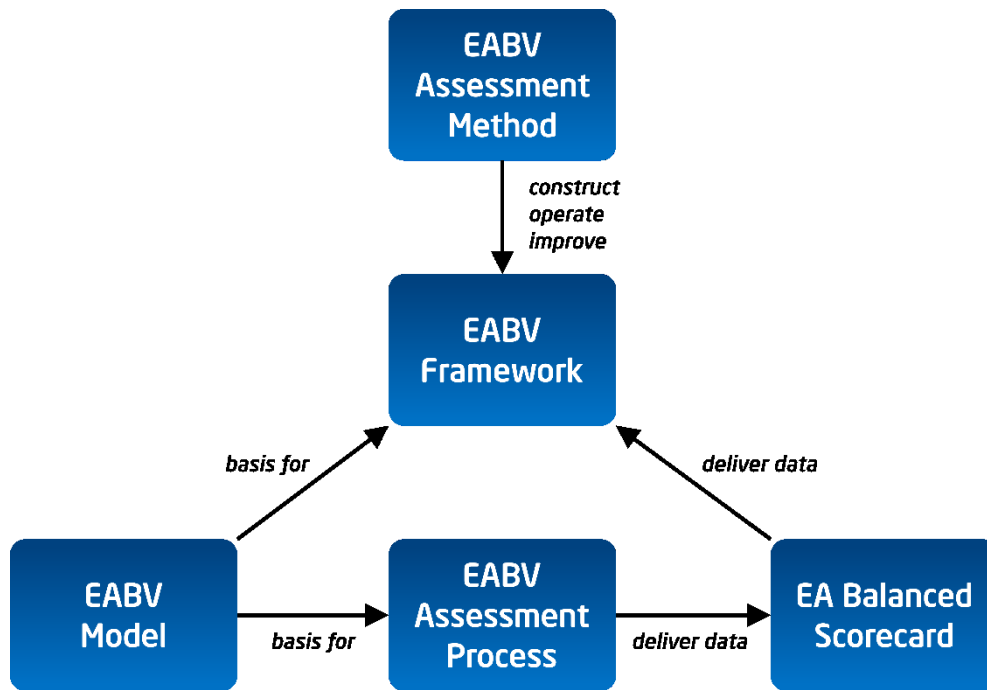 EABV
Assessment
Method
construct
operate
improve
EABV
Framework
basis for
deliver data
EABV
Model
basis for
EABV
Assessment
Process
deliver data
EA Balanced
Scorecard